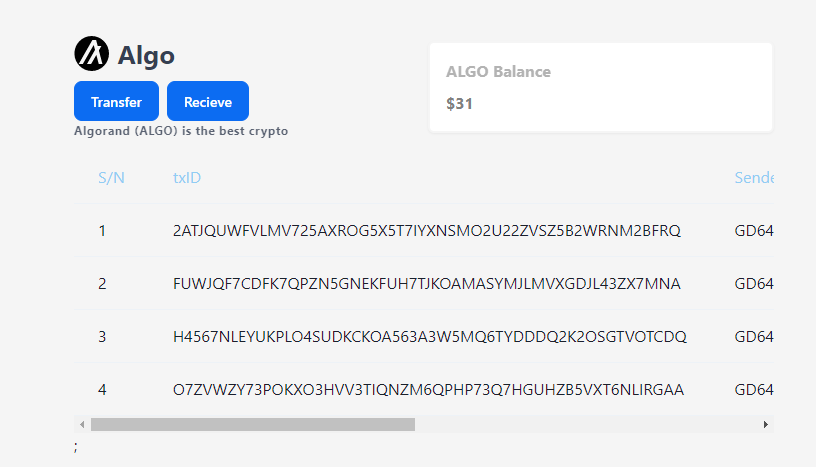 Algo
ALGO Balance
$31
Transfer Recieve
Algorand (ALGO) is the best crypto
S/N txID Sende
1 2ATJQUWFVLMV725AXROG5X5T7IYXNSMO2U22ZVSZ5B2WRNM2BFRQ GD64
2 FUWJQF7CDFK7QPZN5GNEKFUH7TJKOAMASYMJLMVXGDJL43ZX7MNA GD64
3 H4567NLEYUKPLO4SUDKCKOA563A3W5MQ6TYDDDQ2K2OSGTVOTCDQ GD64
4 O7ZVWZY73POKXO3HVV3TIQNZM6QPHP73Q7HGUHZB5VXT6NLIRGAA GD64
;